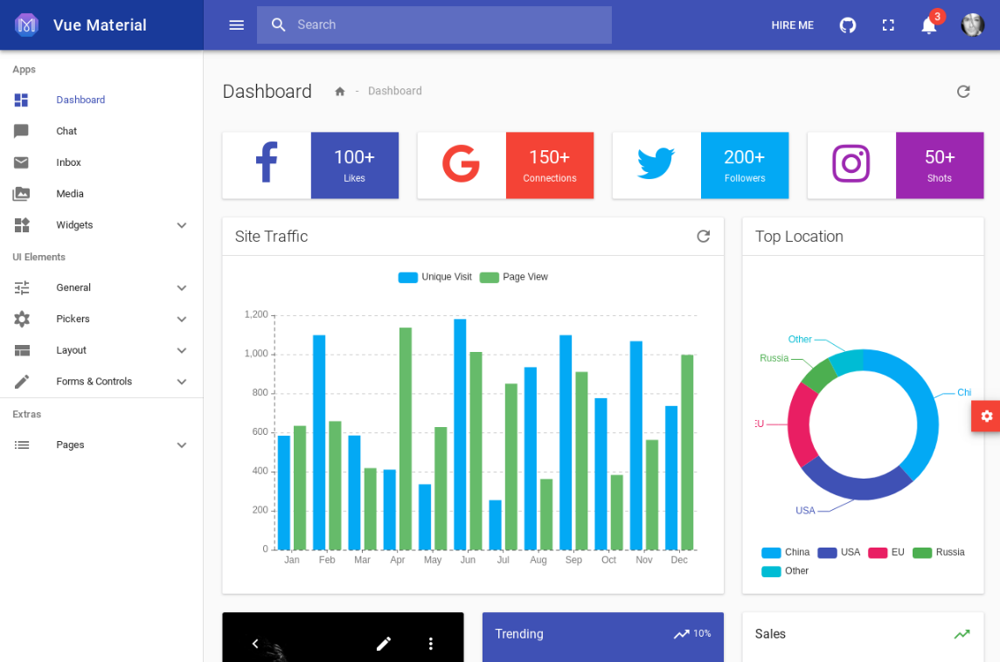 Vue Material
Search
HIRE ME
3
Apps
Dashboard
Chat
Inbox
Media
Widgets
UI Elements
General
Pickers
Layout
Forms & Controls
Extras
Pages
Dashboard - Dashboard
100+
Likes
150+
Connections
200+
Followers
50+
Shots
Site Traffic
Unique Visit Page View
1,200
1,000
800
600
400
200
0
Jan Feb Mar Apr May Jun Jul Aug Sep Oct Nov Dec
Top Location
Other
Russia
Chi
EU
USA
China USA EU Russia
Other
Trending 10%
Sales